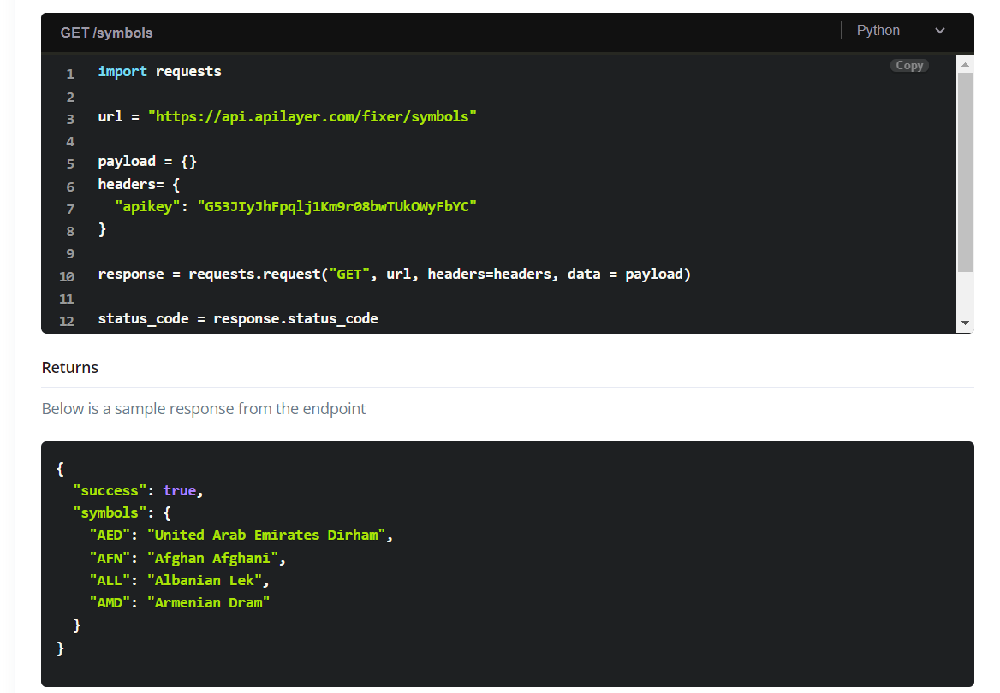 GET /symbols
Python
Copy
1 import requests
2
3 url = "https://api.apilayer.com/fixer/symbols"
4
5 payload = {}
6 headers= {
7   "apikey": "G53JIyJhFpqlj1Km9r08bwTUkOWyFbYC"
8 }
9
10 response = requests.request("GET", url, headers=headers, data = payload)
11
12 status_code = response.status_code
Returns
Below is a sample response from the endpoint
{
  "success": true,
  "symbols": {
    "AED": "United Arab Emirates Dirham",
    "AFN": "Afghan Afghani",
    "ALL": "Albanian Lek",
    "AMD": "Armenian Dram"
  }
}